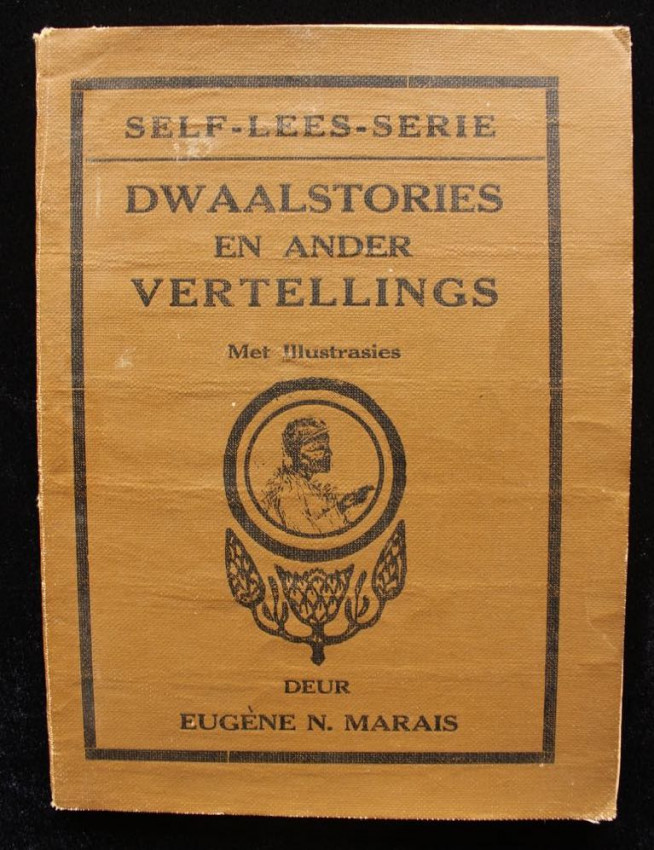 SELF-LEES-SERIE
DWAALSTORIES
EN ANDER
VERTELLINGS
Met Illustrasies
DEUR
EUGÈNE N. MARAIS